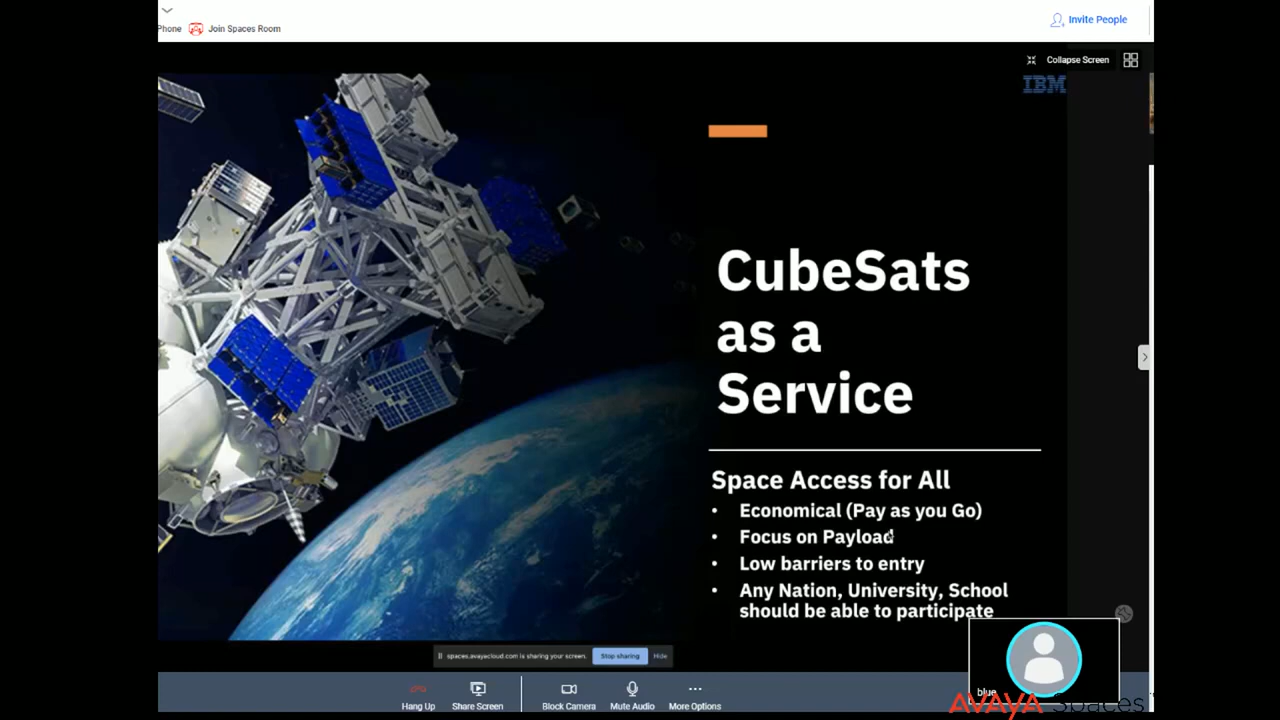 Phone
Join Spaces Room
Invite People
Collapse Screen
IBM
CubeSats
as a
Service
Space Access for All
• Economical (Pay as you Go)
• Focus on Payload
• Low barriers to entry
• Any Nation, University, School
should be able to participate
spaces.avayacloud.com is sharing your screen.
Stop sharing
Hide
blue
Hang Up
Share Screen
Block Camera
Mute Audio
More Options
AVAYA Spaces